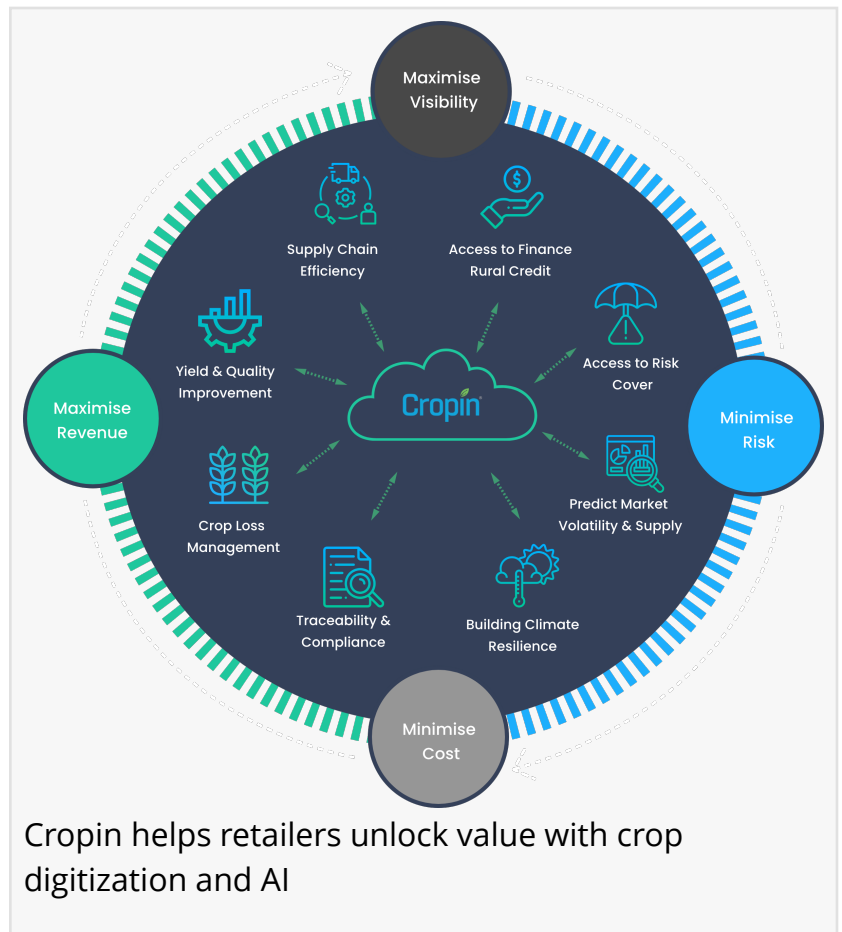 Maximise
Visibility
Supply Chain
Efficiency
Access to Finance
Rural Credit
Yield & Quality
Improvement
Access to Risk
Cover
Maximise
Revenue
Cropin
Minimise
Risk
Crop Loss
Management
Predict Market
Volatility & Supply
Traceability &
Compliance
Building Climate
Resilience
Minimise
Cost
Cropin helps retailers unlock value with crop
digitization and AI